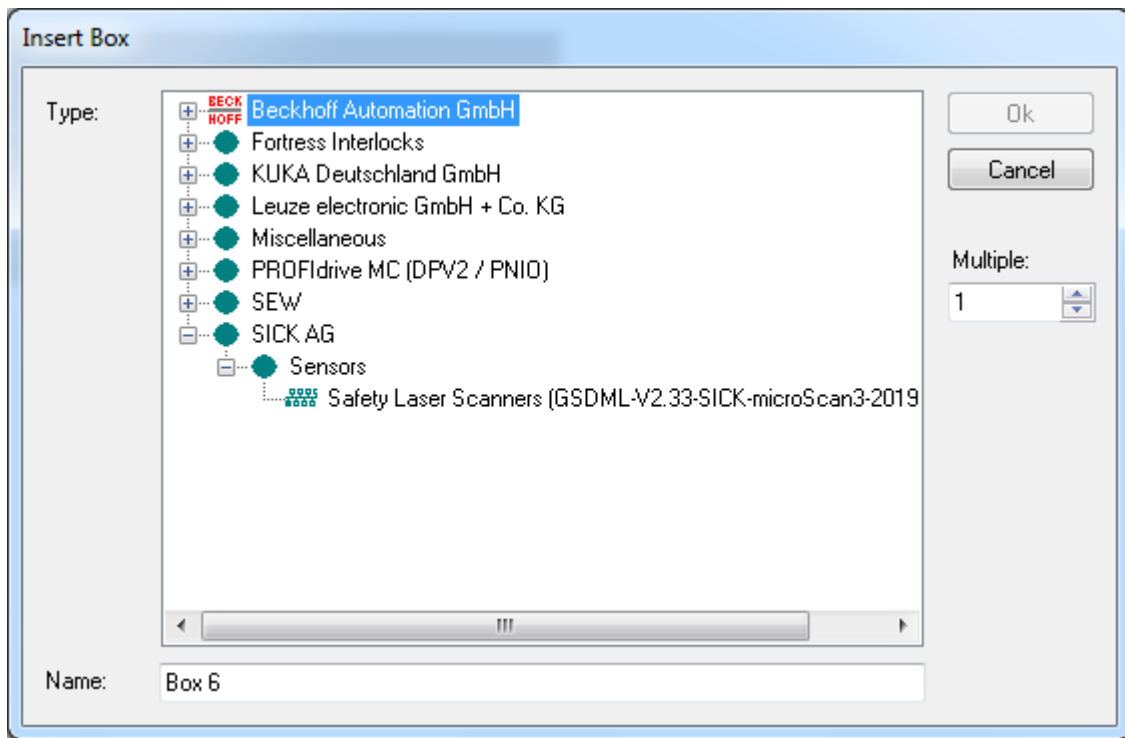 Insert Box
Type:
BECK
HOFF
Beckhoff Automation GmbH
Ok
Fortress Interlocks
KUKA Deutschland GmbH
Cancel
Leuze electronic GmbH + Co. KG
Miscellaneous
Multiple:
PROFIdrive MC (DPV2 / PNIO)
SEW
1
SICK AG
Sensors
Safety Laser Scanners (GSDML-V2.33-SICK-microScan3-2019
Name:
Box 6